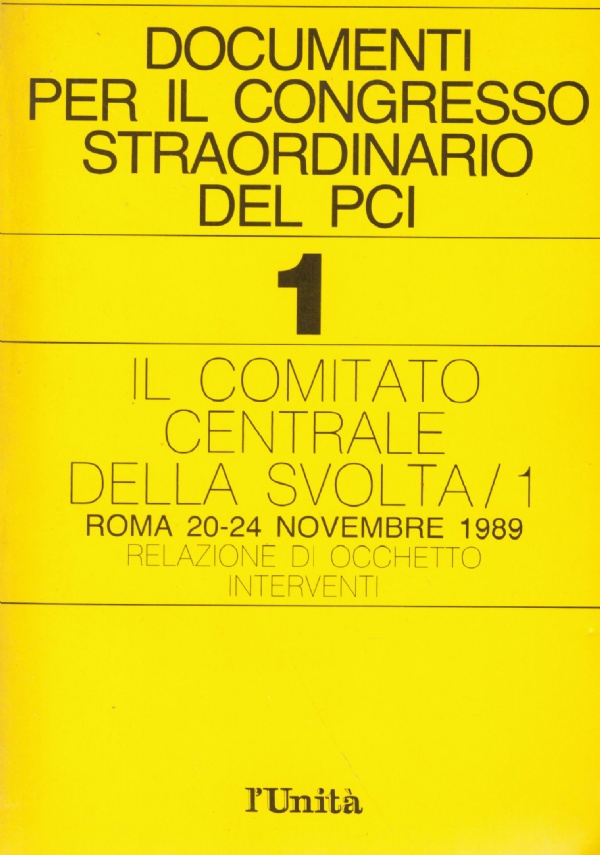 DOCUMENTI
PER IL CONGRESSO
STRAORDINARIO
DEL PCI
1
IL COMITATO
CENTRALE
DELLA SVOLTA/1
ROMA 20-24 NOVEMBRE 1989
RELAZIONE DI OCCHETTO
INTERVENTI
l'Unità